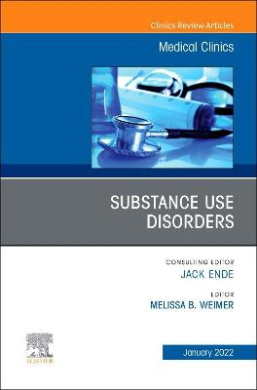 Clinics Review Articles
Medical Clinics
SUBSTANCE USE
DISORDERS
CONSULTING EDITOR
JACK ENDE
EDITOR
MELISSA B. WEIMER
ELSEVIER
January 2022